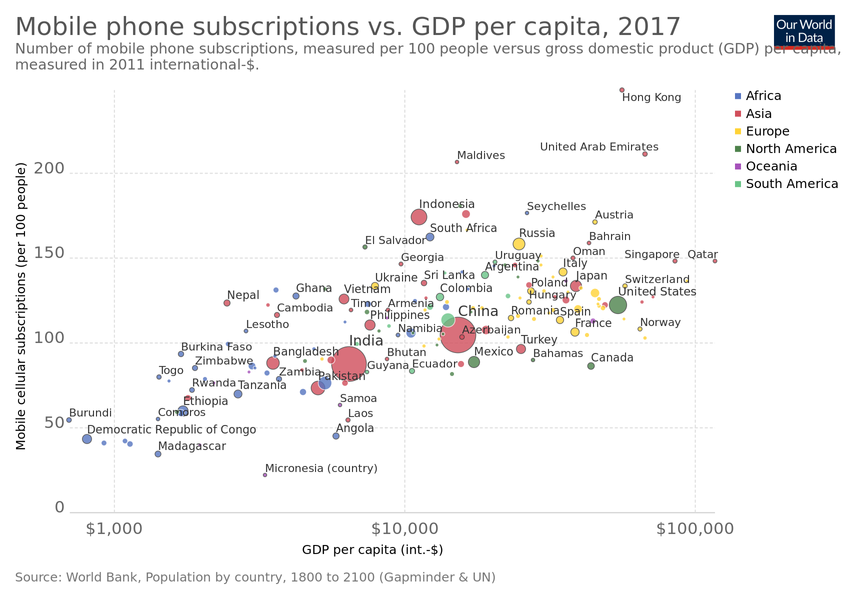 Mobile phone subscriptions vs. GDP per capita, 2017
Our World
in Data
Number of mobile phone subscriptions, measured per 100 people versus gross domestic product (GDP) per capita,
measured in 2011 international-$.
Africa
Asia
Europe
North America
Oceania
South America
Mobile cellular subscriptions (per 100 people)
200
150
100
50
0
Hong Kong
United Arab Emirates
Maldives
Indonesia
Seychelles
Austria
South Africa
Russia
El Salvador
Bahrain
Georgia
Uruguay
Oman
Singapore
Qatar
Argentina
Italy
Ukraine
Sri Lanka
Japan
Switzerland
Nepal
Ghana
Vietnam
Colombia
Poland
Hungary
United States
Cambodia
Timor
Armenia
China
Romania
Spain
Lesotho
Philippines
Namibia
Azerbaijan
France
Norway
Burkina Faso
Bangladesh
India
Bhutan
Mexico
Turkey
Bahamas
Togo
Zimbabwe
Zambia
Pakistan
Guyana
Ecuador
Canada
Rwanda
Tanzania
Ethiopia
Samoa
Burundi
Comoros
Laos
Democratic Republic of Congo
Angola
Madagascar
Micronesia (country)
$1,000
$10,000
$100,000
GDP per capita (int.-$)
Source: World Bank, Population by country, 1800 to 2100 (Gapminder & UN)